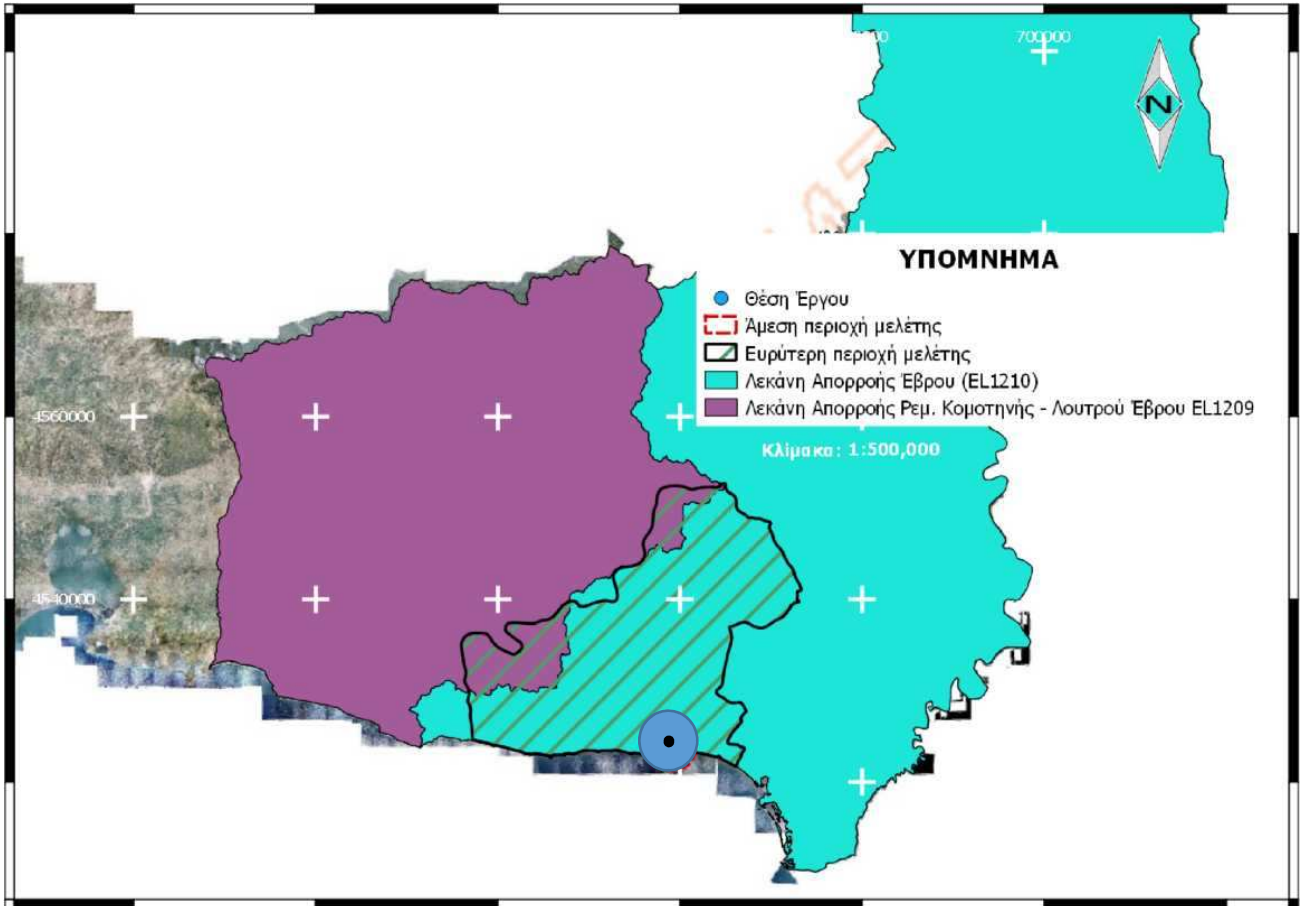 700000
N
ΥΠΟΜΝΗΜΑ
Θέση Έργου
Άμεση περιοχή μελέτης
Ευρύτερη περιοχή μελέτης
Λεκάνη Απορροής Έβρου (EL1210)
Λεκάνη Απορροής Ρεμ. Κομοτηνής - Λουτρού Έβρου EL1209
Κλίμακα: 1:500,000
4560000
4540000